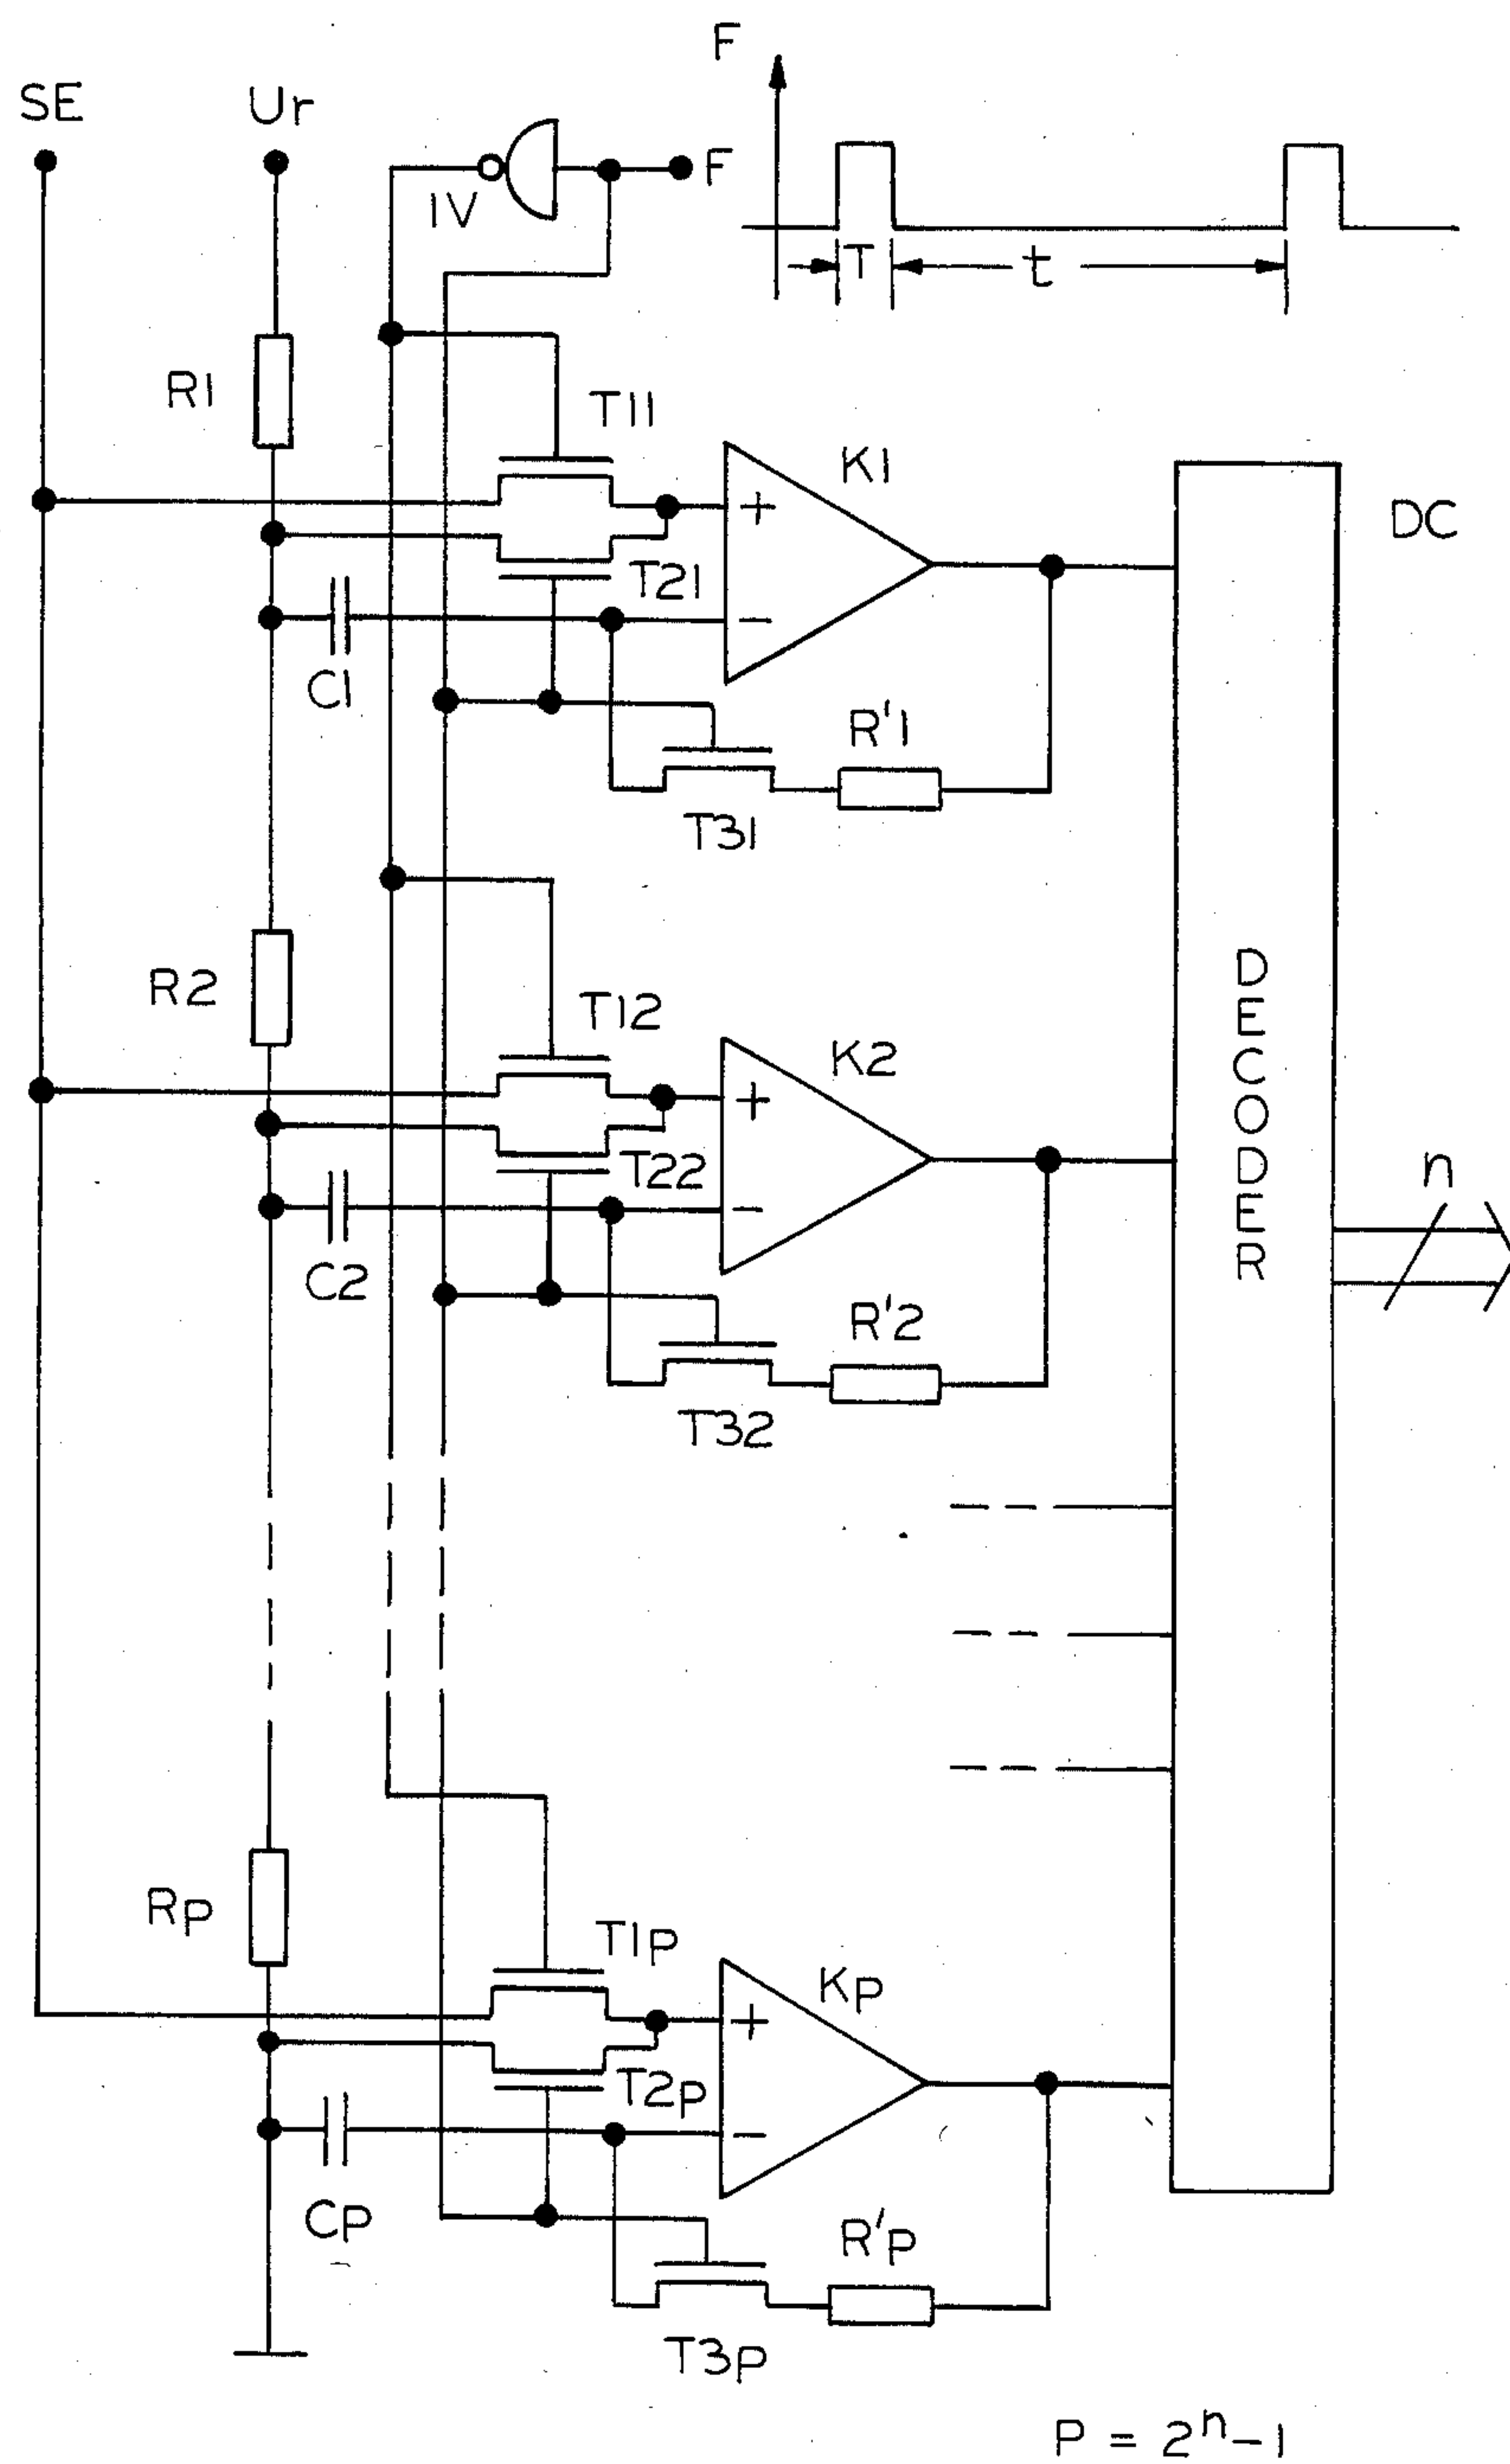 F
SE
Ur
F
IV
T
t
R1
T11
K1
DC
T21
C1
R'1
T31
R2
T12
K2
T22
C2
R'2
T32
DECODER
n
Rp
T1p
Kp
T2p
Cp
R'p
T3p
P = 2ⁿ-1
+
-
+
-
+
-